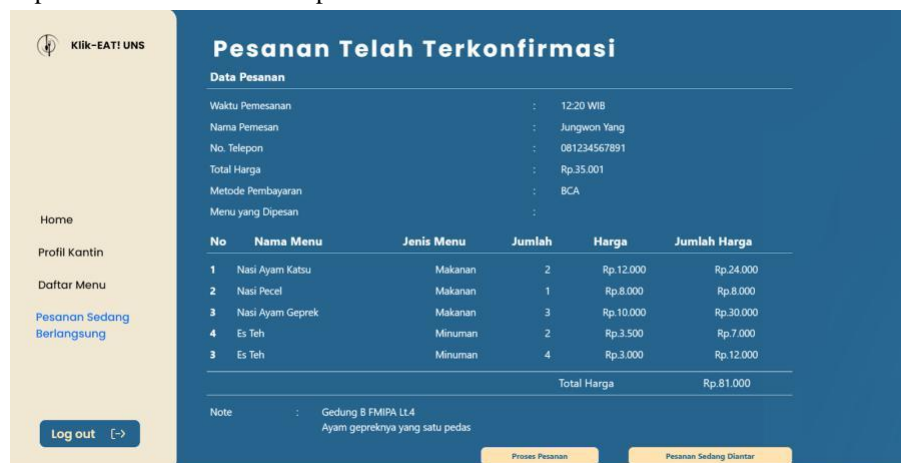 Klik-EAT! UNS
Pesanan Telah Terkonfirmasi
Data Pesanan
Waktu Pemesanan : 12:20 WIB
Nama Pemesan : Jungwon Yang
No. Telepon : 081234567891
Total Harga : Rp.35.001
Metode Pembayaran : BCA
Menu yang Dipesan :
Home
Profil Kantin
Daftar Menu
Pesanan Sedang
Berlangsung
Log out
No Nama Menu Jenis Menu Jumlah Harga Jumlah Harga
1 Nasi Ayam Katsu Makanan 2 Rp.12.000 Rp.24.000
2 Nasi Pecel Makanan 1 Rp.8.000 Rp.8.000
3 Nasi Ayam Geprek Makanan 3 Rp.10.000 Rp.30.000
4 Es Teh Minuman 2 Rp.3.500 Rp.7.000
3 Es Teh Minuman 4 Rp.3.000 Rp.12.000
Total Harga Rp.81.000
Note : Gedung B FMIPA Lt.4
Ayam gepreknya yang satu pedas
Proses Pesanan
Pesanan Sedang Diantar